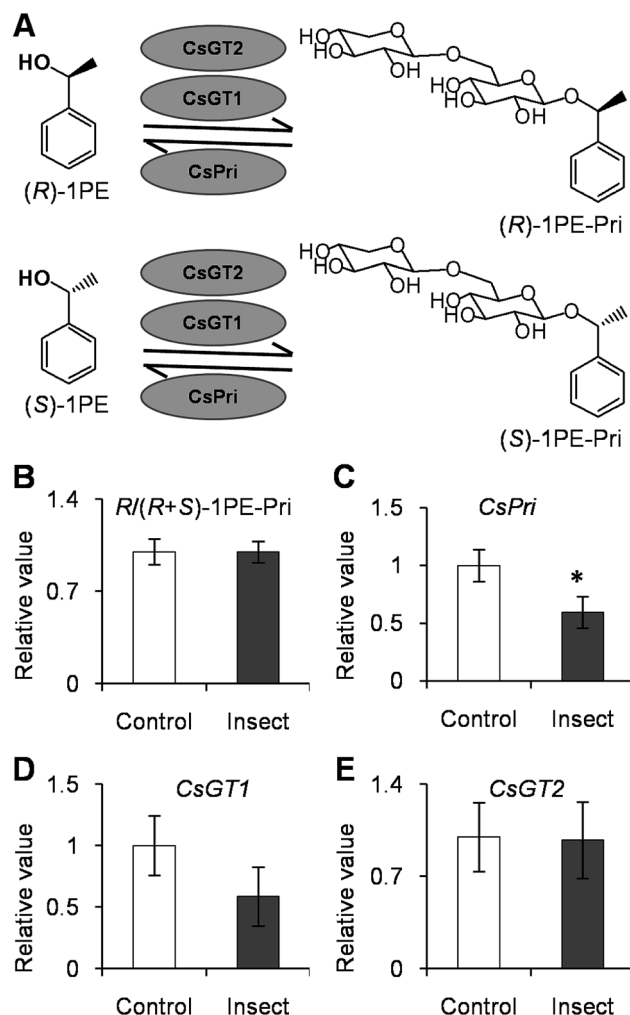 A
HO
CsGT2
CsGT1
CsPri
(R)-1PE
HO
HO
OH
O
O
HO
HO
OH
O
O
(R)-1PE-Pri
HO
CsGT2
CsGT1
CsPri
(S)-1PE
HO
HO
OH
O
O
HO
HO
OH
O
O
(S)-1PE-Pri
B
R/(R+S)-1PE-Pri
Relative value
1.4
0.7
0
Control Insect
C
CsPri
Relative value
1.5
1
0.5
0
*
Control Insect
D
CsGT1
Relative value
1.5
1
0.5
0
Control Insect
E
CsGT2
Relative value
1.4
0.7
0
Control Insect